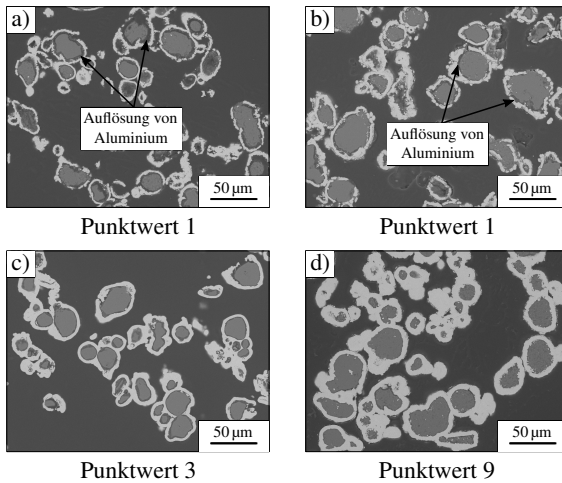 a)
Auflösung von
Aluminium
50 µm
Punktwert 1
b)
Auflösung von
Aluminium
50 µm
Punktwert 1
c)
50 µm
Punktwert 3
d)
50 µm
Punktwert 9